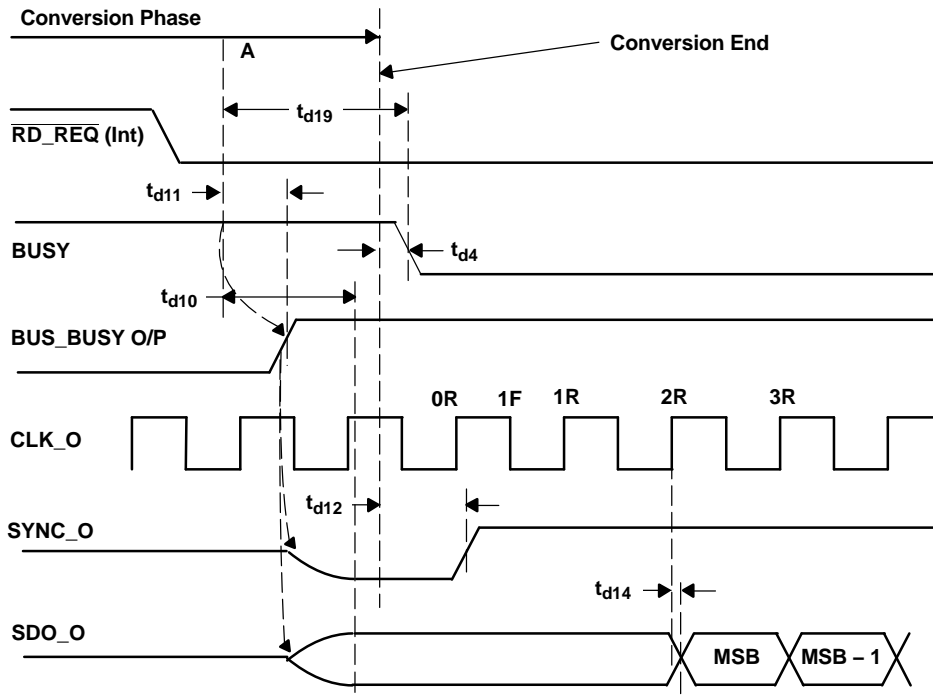 Conversion Phase
A
Conversion End
td19
RD_REQ (Int)
td11
BUSY
td4
td10
BUS_BUSY O/P
0R 1F 1R 2R 3R
CLK_O
td12
SYNC_O
td14
SDO_O
MSB MSB – 1